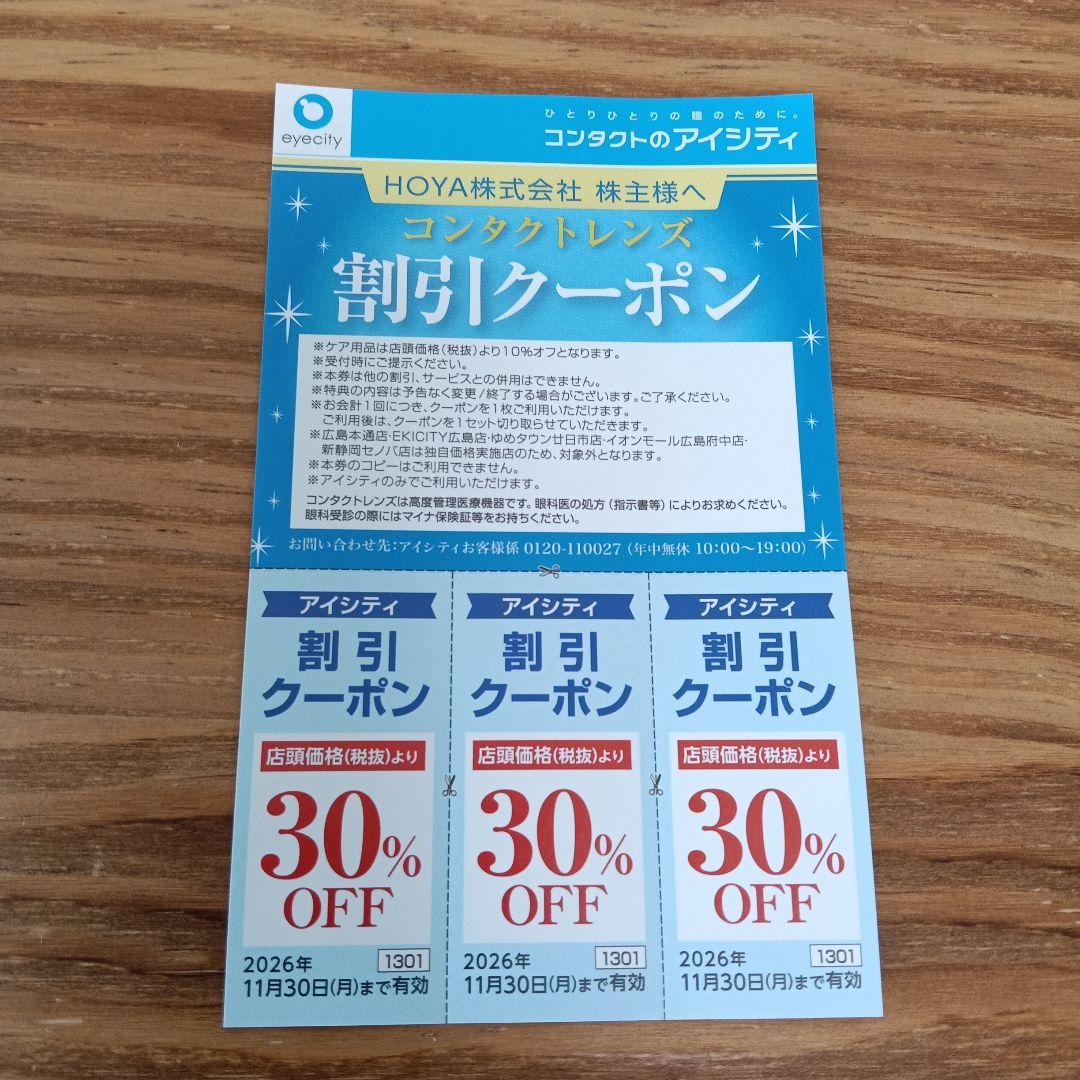 eyecity
ひとりひとりの瞳のために。
コンタクトのアイシティ
HOYA株式会社 株主様へ
コンタクトレンズ
割引クーポン
※ケア用品は店頭価格(税抜)より10%オフとなります。
※受付時にご提示ください。
※本券は他の割引、サービスとの併用はできません。
※特典の内容は予告なく変更/終了する場合がございます。ご了承ください。
※お会計1回につき、クーポンを1枚ご利用いただけます。
ご利用後は、クーポンを1セット切り取らせていただきます。
※広島本通店・EKICITY広島店・ゆめタウン廿日市店・イオンモール広島府中店・
新静岡セノバ店は独自価格実施店のため、対象外となります。
※本券のコピーはご利用できません。
※アイシティのみでご利用いただけます。
コンタクトレンズは高度管理医療機器です。眼科医の処方(指示書等)によりお求めください。
眼科受診の際にはマイナ保険証等をお持ちください。
お問い合わせ先:アイシティお客様係 0120-110027 (年中無休 10:00〜19:00)
アイシティ
割引
クーポン
店頭価格(税抜)より
30%
OFF
2026年 1301
11月30日(月)まで有効
アイシティ
割引
クーポン
店頭価格(税抜)より
30%
OFF
2026年 1301
11月30日(月)まで有効
アイシティ
割引
クーポン
店頭価格(税抜)より
30%
OFF
2026年 1301
11月30日(月)まで有効